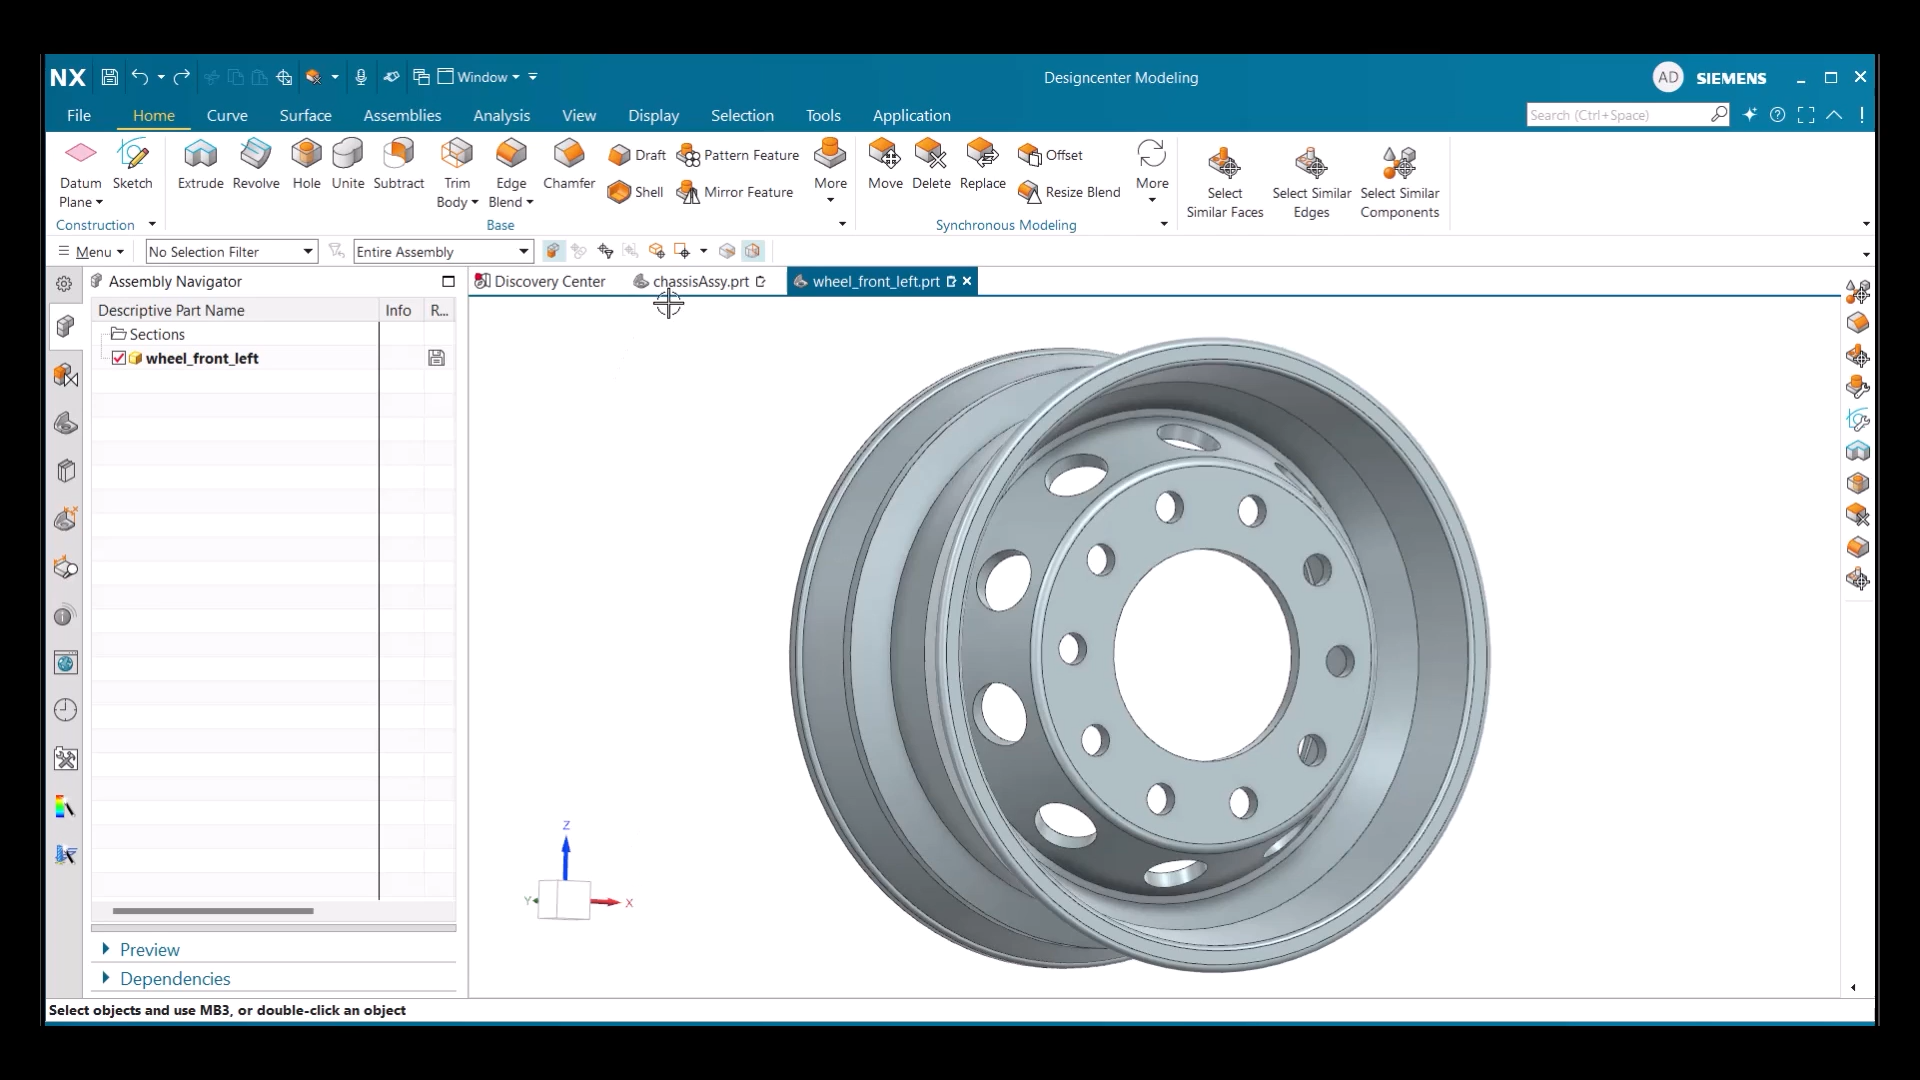 NX Window Designcenter Modeling AD SIEMENS
File Home Curve Surface Assemblies Analysis View Display Selection Tools Application Search (Ctrl+Space)
Datum Plane
Sketch
Construction
Extrude
Revolve
Hole
Unite
Subtract
Trim Body
Edge Blend
Chamfer
Draft
Shell
Pattern Feature
Mirror Feature
More
Base
Move
Delete
Replace
Offset
Resize Blend
More
Synchronous Modeling
Select Similar Faces
Select Similar Edges
Select Similar Components
Menu No Selection Filter Entire Assembly
Assembly Navigator
Discovery Center chassisAssy.prt wheel_front_left.prt
Descriptive Part Name Info R...
Sections
wheel_front_left
Z
Y X
Preview
Dependencies
Select objects and use MB3, or double-click an object